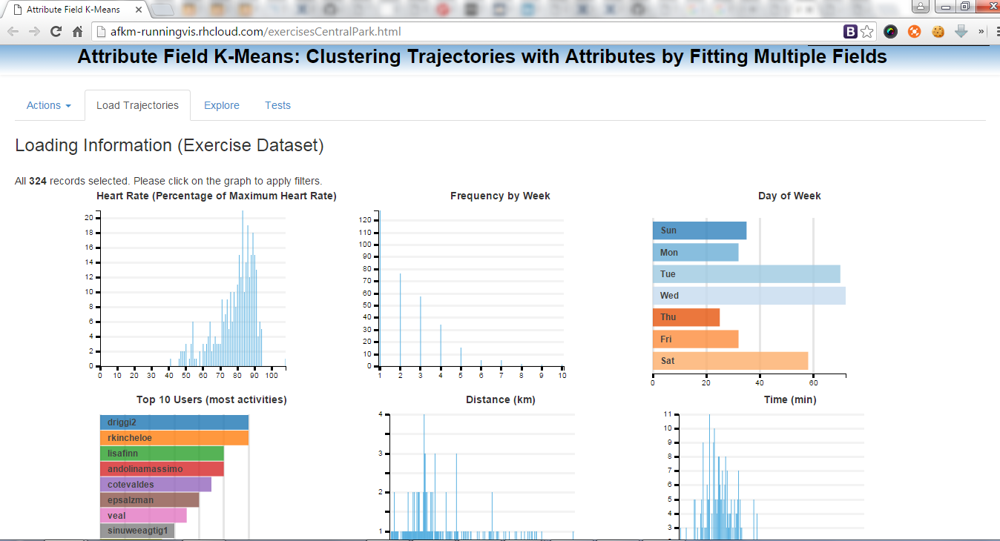 Attribute Field K-Means
afkm-runningvis.rhcloud.com/exercisesCentralPark.html
B
»
Attribute Field K-Means: Clustering Trajectories with Attributes by Fitting Multiple Fields
Actions Load Trajectories Explore Tests
Loading Information (Exercise Dataset)
All 324 records selected. Please click on the graph to apply filters.
Heart Rate (Percentage of Maximum Heart Rate)
20
18
16
14
12
10
8
6
4
2
0
0 10 20 30 40 50 60 70 80 90 100
Frequency by Week
120
110
100
90
80
70
60
50
40
30
20
10
0
1 2 3 4 5 6 7 8 9 10
Day of Week
Sun
Mon
Tue
Wed
Thu
Fri
Sat
0 20 40 60
Top 10 Users (most activities)
driggi2
rkincheloe
lisafinn
andolinamassimo
cotevaldes
epsalzman
veal
sinuweeagtig1
Distance (km)
4
3
2
1
Time (min)
11
10
9
8
7
6
5
4
3